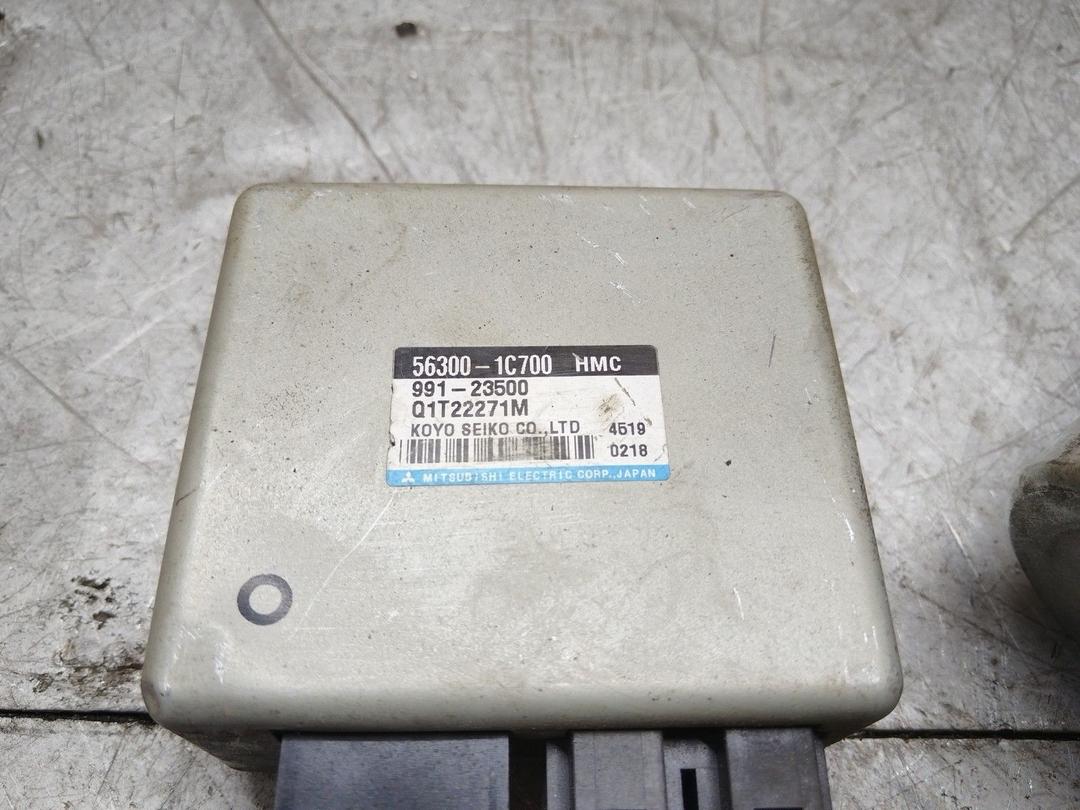 56300-1C700 HMC
991-23500
Q1T22271M
KOYO SEIKO CO.,LTD 4519
0218
MITSUBISHI ELECTRIC CORP.,JAPAN